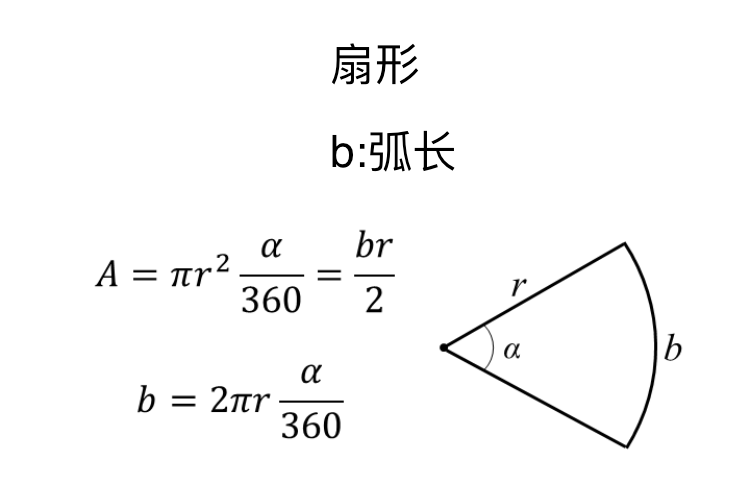 扇形
b:弧长
A = πr² α/360 = br/2
b = 2πr α/360
r
α
b